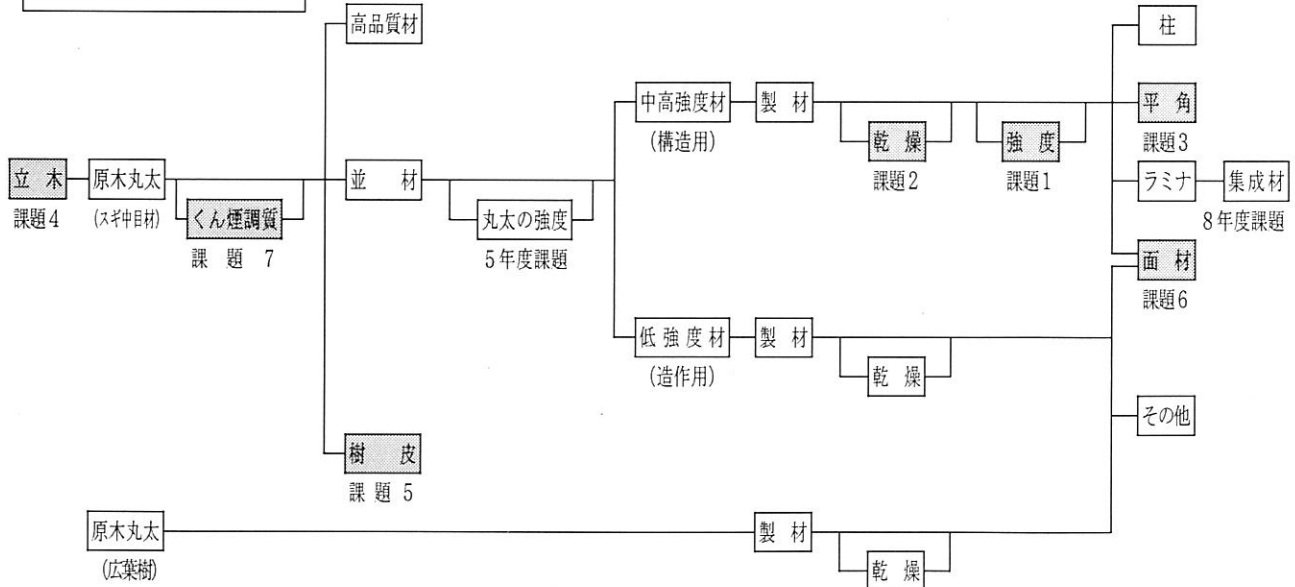 高品質材
柱
中高強度材
製材
(構造用)
乾燥
課題2
強度
課題1
平角
課題3
立木
課題4
原木丸太
(スギ中目材)
くん煙調質
課題7
並材
丸太の強度
5年度課題
ラミナ
集成材
8年度課題
面材
課題6
低強度材
製材
(造作用)
乾燥
その他
樹皮
課題5
原木丸太
(広葉樹)
製材
乾燥